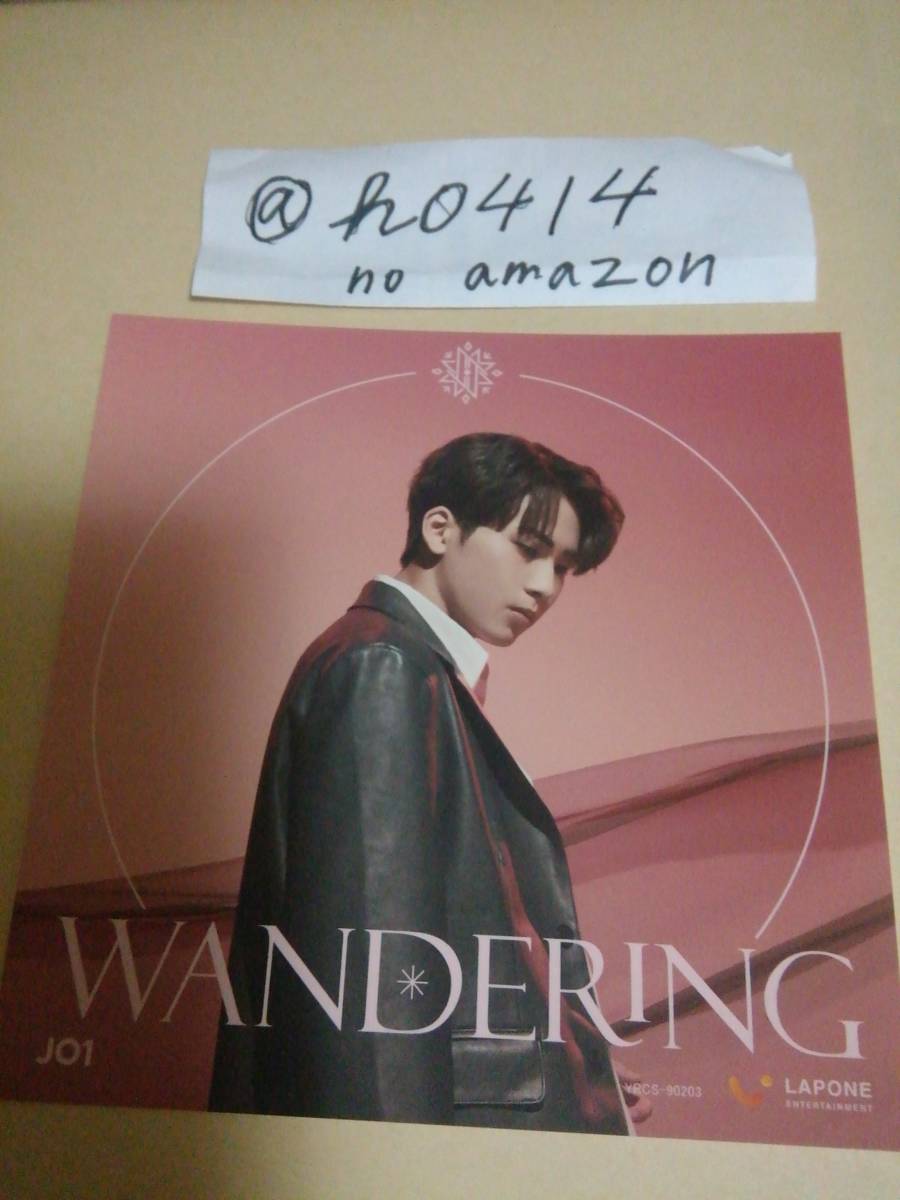 @h0414
no amazon
WANDERING
JO1
YRCS-90203
LAPONE
ENTERTAINMENT